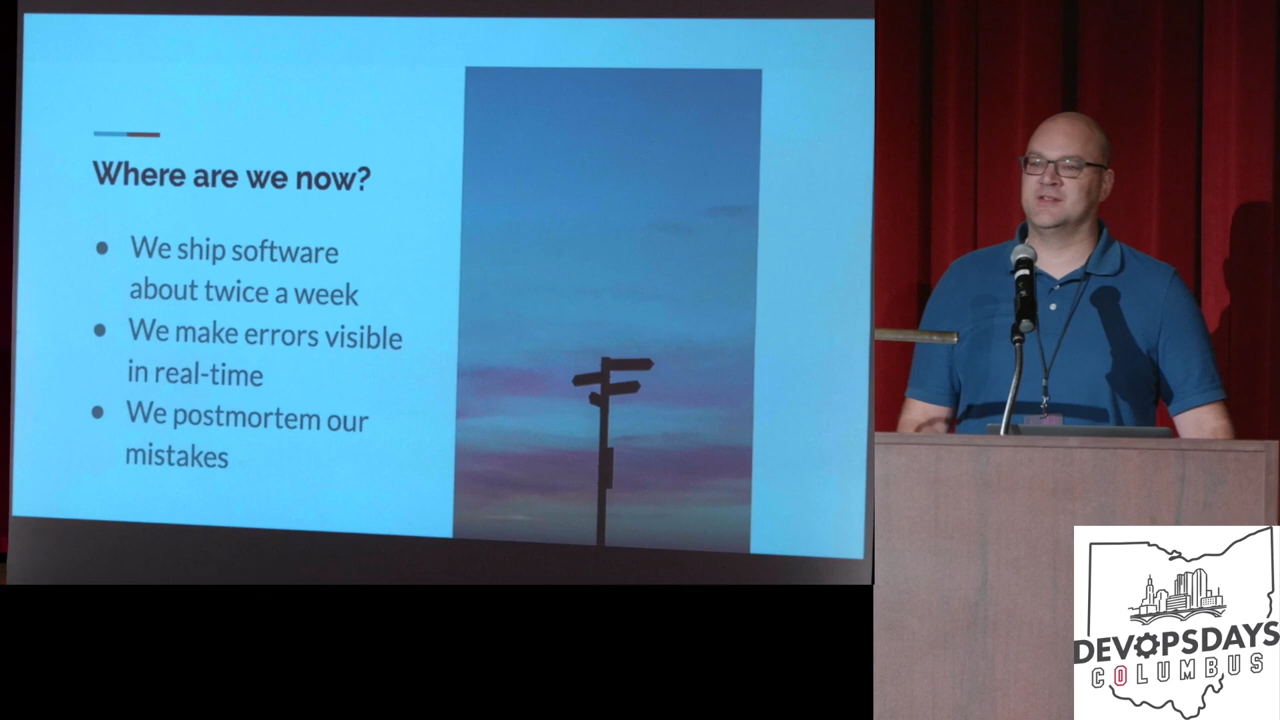 Where are we now?
● We ship software
about twice a week
● We make errors visible
in real-time
● We postmortem our
mistakes
DEVOPSDAYS
COLUMBUS